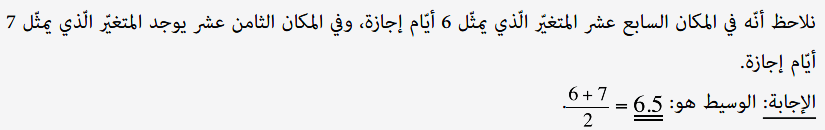 نلاحظ أنّه في المكان السابع عشر المتغيّر الّذي يمثّل 6 أيّام إجازة، وفي المكان الثامن عشر يوجد المتغيّر الّذي يمثّل 7
أيّام إجازة.
الإجابة: الوسيط هو: 6.5 = (6+7)/2.